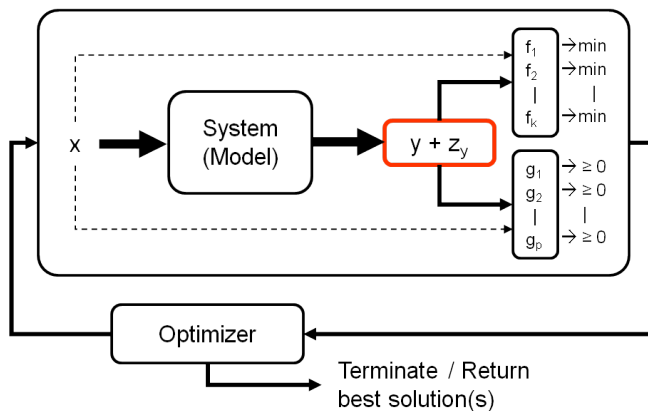 f₁ →min
f₂ →min
| |
fₖ →min
x
System
(Model)
y + z_y
g₁ → ≥ 0
g₂ → ≥ 0
| |
gₚ → ≥ 0
Optimizer
Terminate / Return
best solution(s)